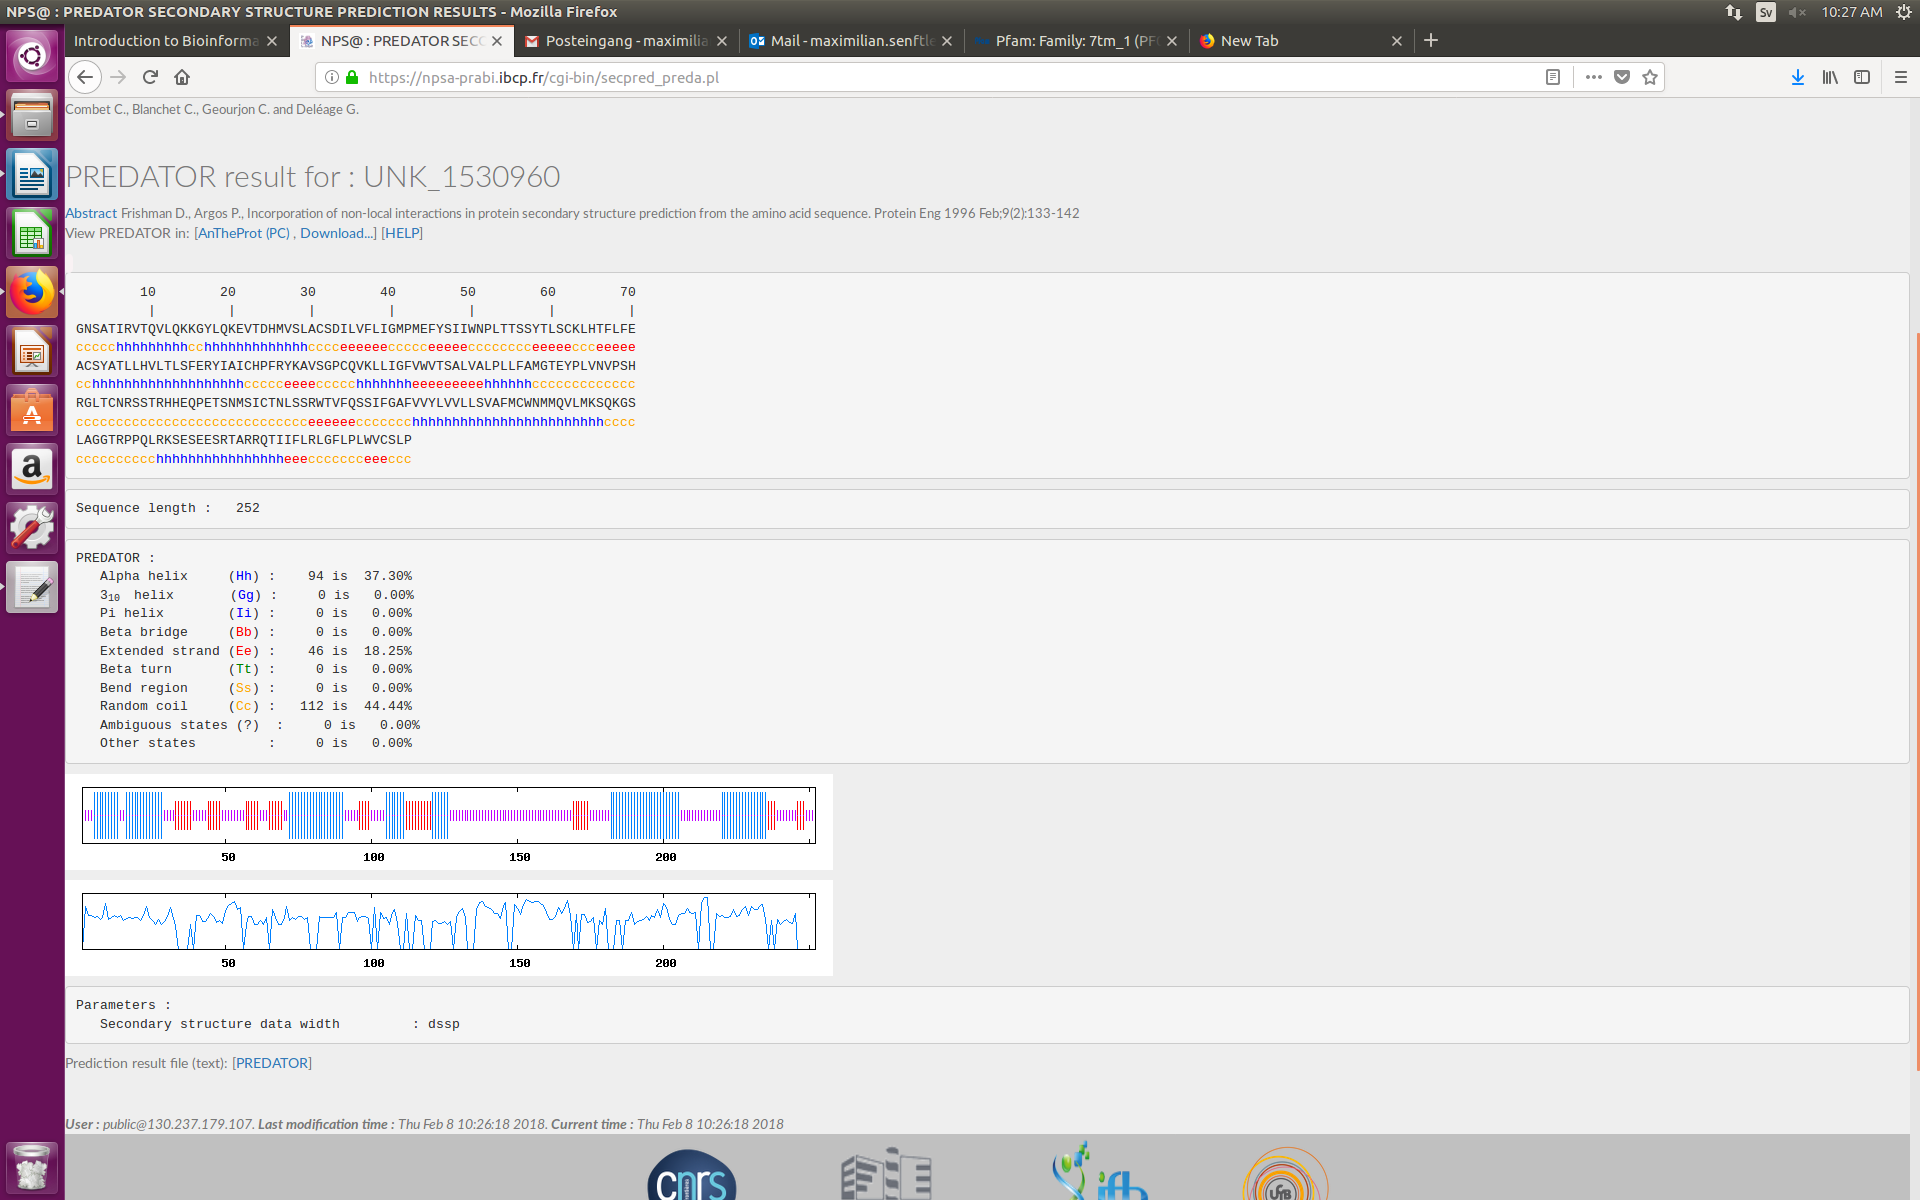 NPS@ : PREDATOR SECONDARY STRUCTURE PREDICTION RESULTS - Mozilla Firefox
Sv
10:27 AM
Introduction to Bioinforma
NPS@ : PREDATOR SEC
Posteingang - maximilia
Mail - maximilian.senftle
Pfam: Family: 7tm_1 (PF
New Tab
https://npsa-prabi.ibcp.fr/cgi-bin/secpred_preda.pl
Combet C., Blanchet C., Geourjon C. and Deléage G.
PREDATOR result for : UNK_1530960
Abstract Frishman D., Argos P., Incorporation of non-local interactions in protein secondary structure prediction from the amino acid sequence. Protein Eng 1996 Feb;9(2):133-142
View PREDATOR in: [AnTheProt (PC) , Download...] [HELP]
10 20 30 40 50 60 70
| | | | | | |
GNSATIRVTQVLQKKGYLQKEVTDHMVSLACSDILVFLIGMPMEFYSIIWNPLTTSSYTLSCKLHTFLFE
ccccchhhhhhhhhcchhhhhhhhhhhhhcccceeeeeeccccceeeeecccccccceeeeeccceeeee
ACSYATLLHVLTLSFERYIAICHPFRYKAVSGPCQVKLLIGFVWVTSALVALPLLFAMGTEYPLVNVPSH
cchhhhhhhhhhhhhhhhhhhccccceeeeccccchhhhhhheeeeeeeeehhhhhhccccccccccccc
RGLTCNRSSTRHHEQPETSNMSICTNLSSRWTVFQSSIFGAFVVYLVVLLSVAFMCWNMMQVLMKSQKGS
ccccccccccccccccccccccccccccceeeeeeccccccchhhhhhhhhhhhhhhhhhhhhhhhcccc
LAGGTRPPQLRKSESEESRTARRQTIIFLRLGFLPLWVCSLP
cccccccccchhhhhhhhhhhhhhhheeeccccccceeeccc
Sequence length : 252
PREDATOR :
Alpha helix (Hh) : 94 is 37.30%
3₁₀ helix (Gg) : 0 is 0.00%
Pi helix (Ii) : 0 is 0.00%
Beta bridge (Bb) : 0 is 0.00%
Extended strand (Ee) : 46 is 18.25%
Beta turn (Tt) : 0 is 0.00%
Bend region (Ss) : 0 is 0.00%
Random coil (Cc) : 112 is 44.44%
Ambiguous states (?) : 0 is 0.00%
Other states : 0 is 0.00%
50 100 150 200
50 100 150 200
Parameters :
Secondary structure data width : dssp
Prediction result file (text): [PREDATOR]
User : public@130.237.179.107. Last modification time : Thu Feb 8 10:26:18 2018. Current time : Thu Feb 8 10:26:18 2018
cnrs
ifb